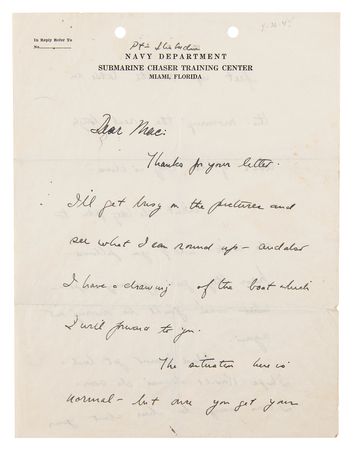 In Reply Refer To
No.
NAVY DEPARTMENT
SUBMARINE CHASER TRAINING CENTER
MIAMI, FLORIDA
Dear Mac:
Thanks for your letter.
I'll get busy on the pictures and
see what I can round up - and also
I have a drawing of the boat which
I will forward to you.
The situation here is
normal - but once you get your